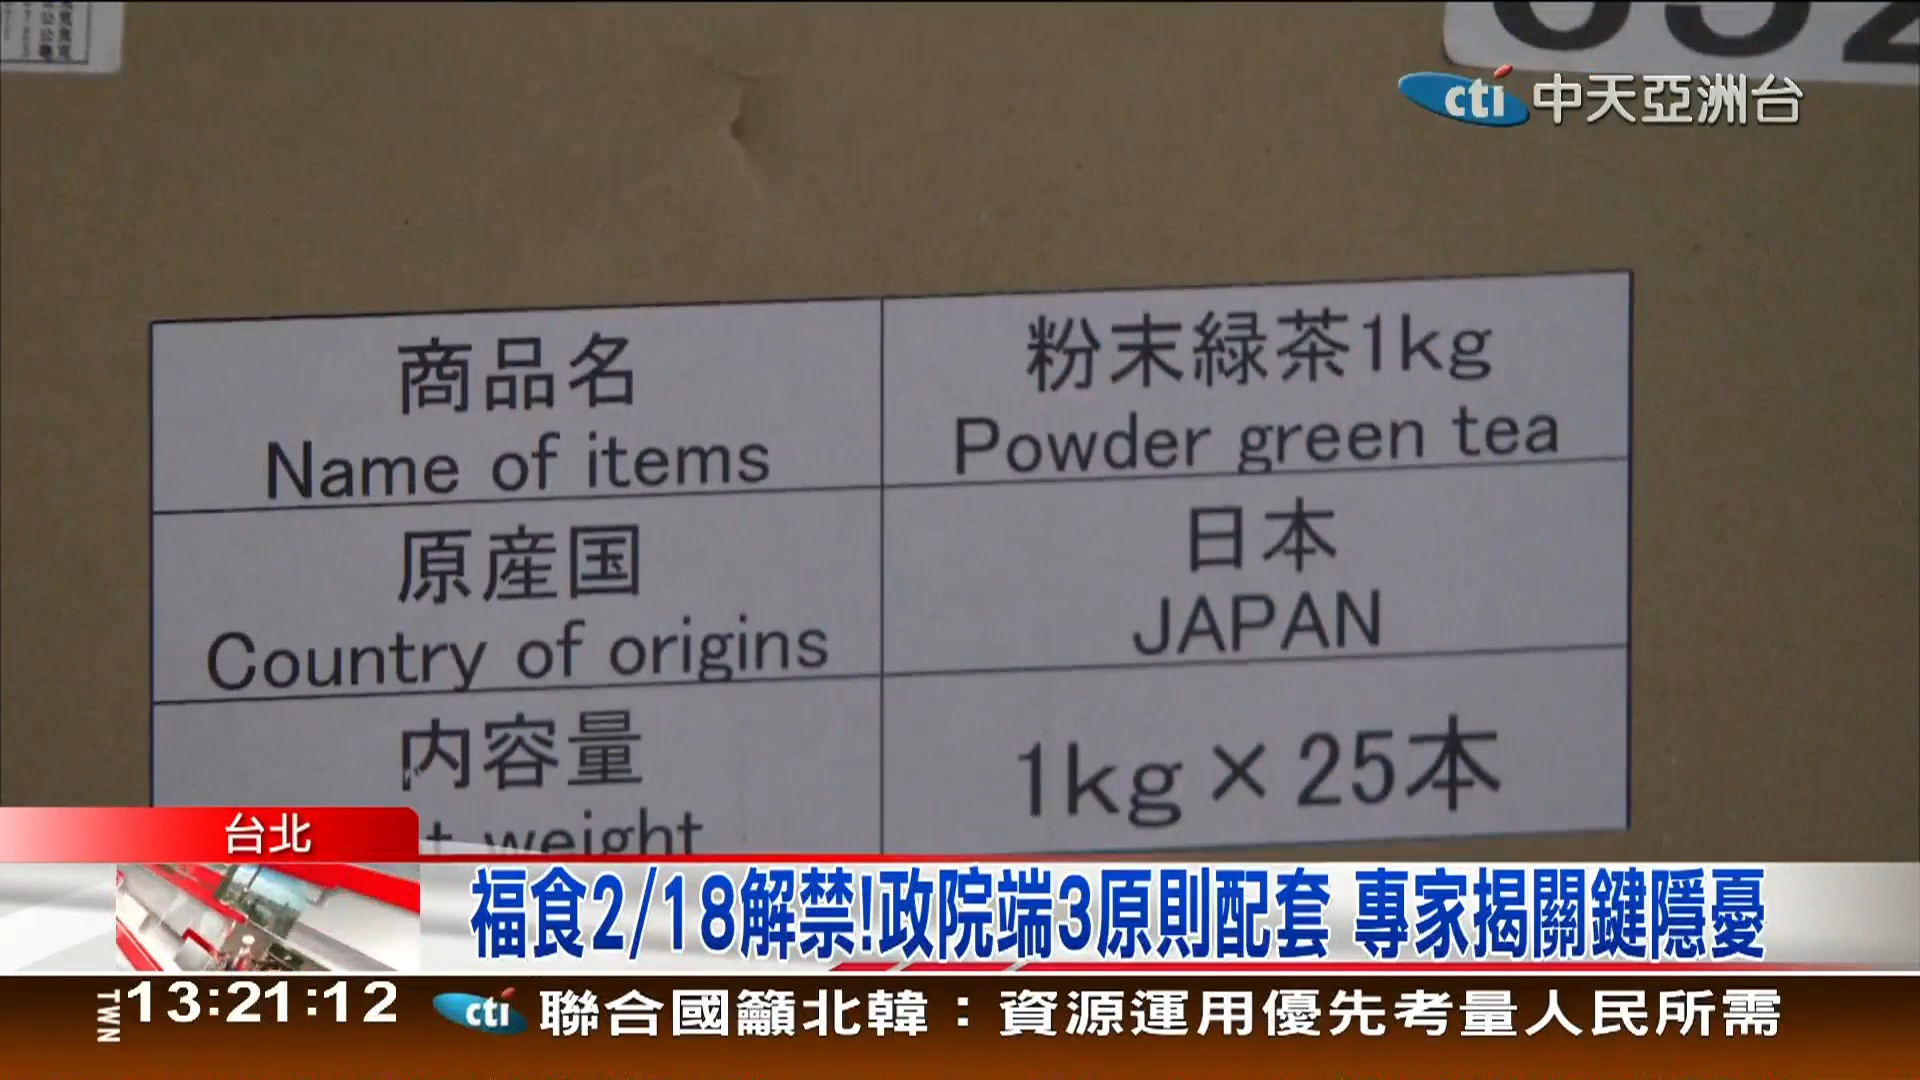 cti 中天亞洲台
商品名
Name of items
粉末緑茶1kg
Powder green tea
原産国
Country of origins
日本
JAPAN
内容量
weight
1kg×25本
台北
福食2/18解禁!政院端3原則配套 專家揭關鍵隱憂
TWN 13:21:12
cti 聯合國籲北韓：資源運用優先考量人民所需